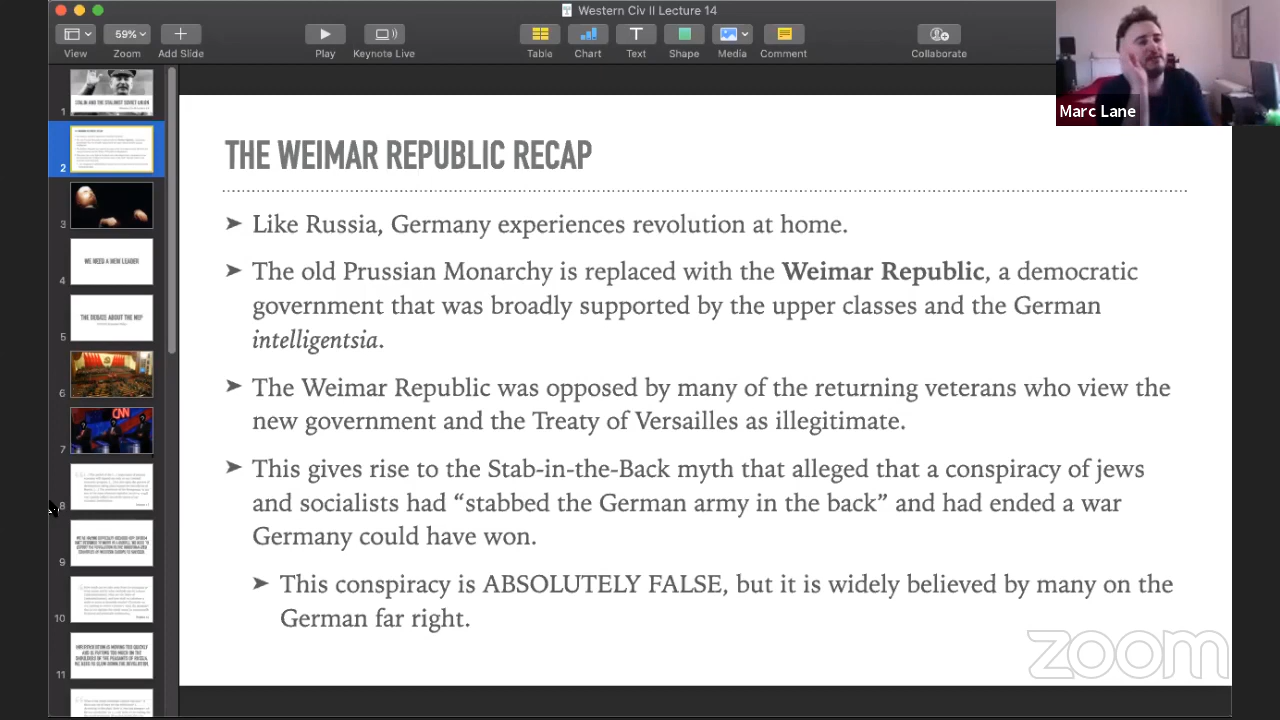 Western Civ II Lecture 14
59%
View
Zoom
Add Slide
Play
Keynote Live
Table
Chart
Text
Shape
Media
Comment
Collaborate
Marc Lane
1
STALIN AND THE STALINIST SOVIET UNION
2
3
4
WE NEED A NEW LEADER
5
THE DEBATE ABOUT THE NEP
6
7
CNN
8
9
10
11
THE WEIMAR REPUBLIC RECAP
➤ Like Russia, Germany experiences revolution at home.
➤ The old Prussian Monarchy is replaced with the Weimar Republic, a democratic
government that was broadly supported by the upper classes and the German
intelligentsia.
➤ The Weimar Republic was opposed by many of the returning veterans who view the
new government and the Treaty of Versailles as illegitimate.
➤ This gives rise to the Stab-in-the-Back myth that alleged that a conspiracy of jews
and socialists had “stabbed the German army in the back” and had ended a war
Germany could have won.
➤ This conspiracy is ABSOLUTELY FALSE, but it is widely believed by many on the
German far right.
zoom